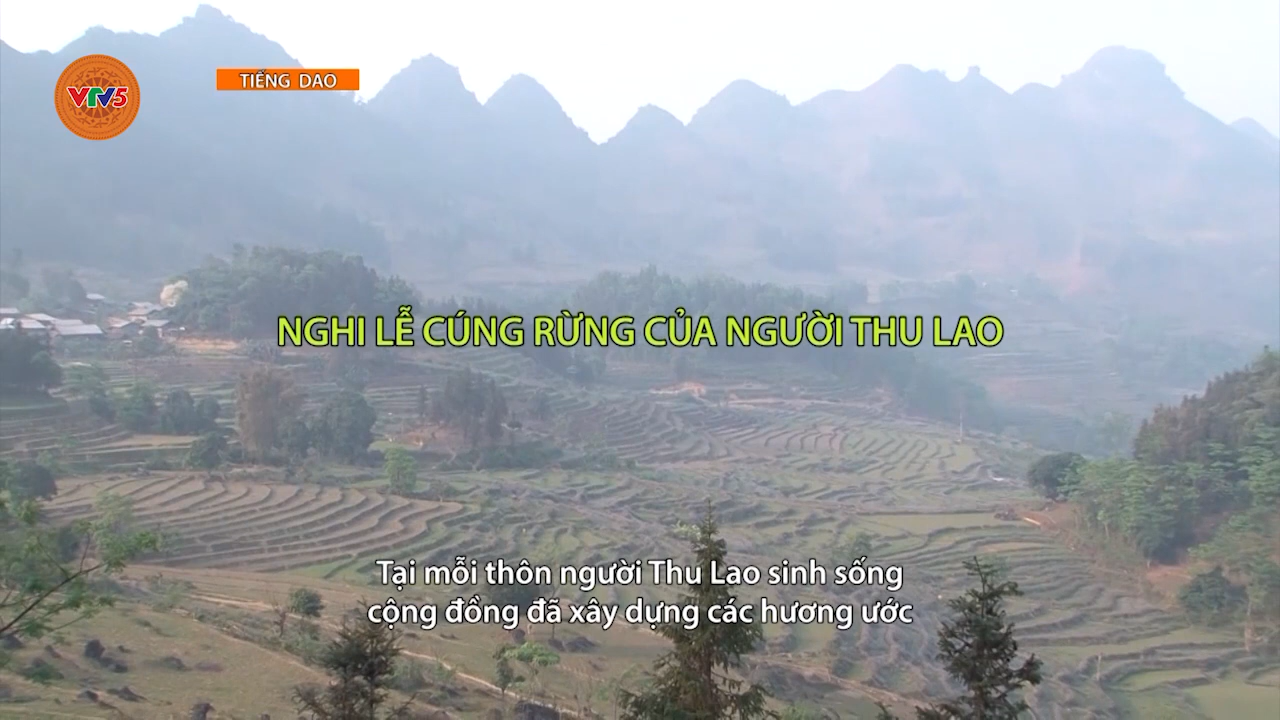 VTV5
TIẾNG DAO
NGHI LỄ CÚNG RỪNG CỦA NGƯỜI THU LAO
Tại mỗi thôn người Thu Lao sinh sống
cộng đồng đã xây dựng các hương ước